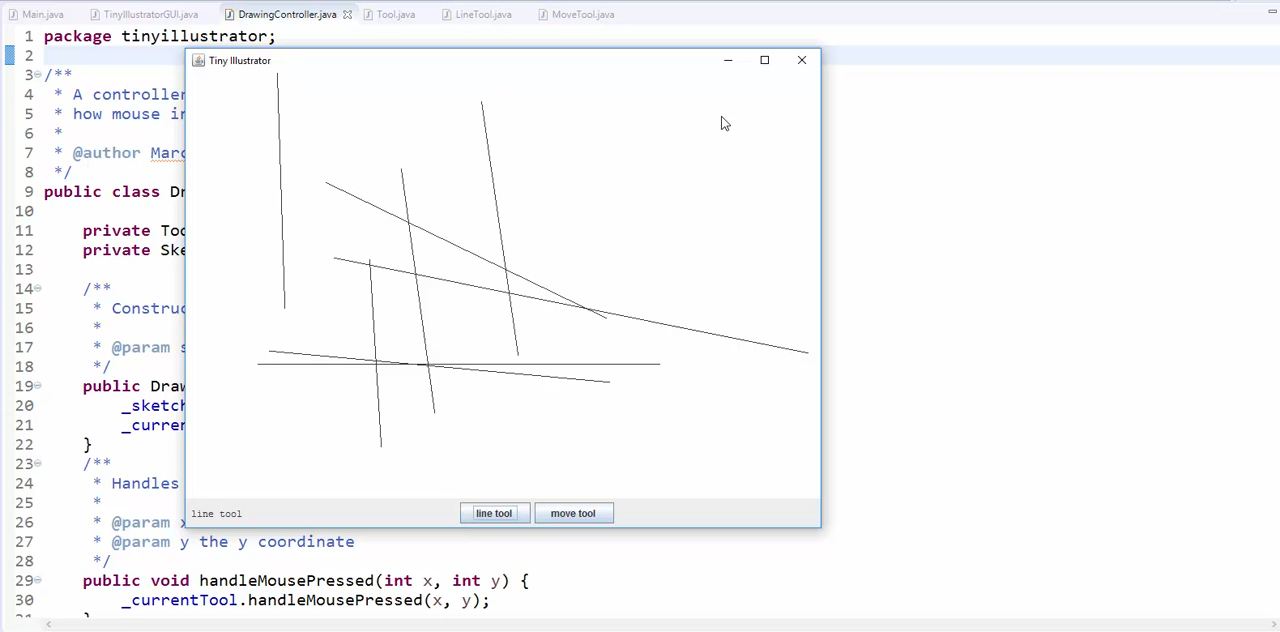 Main.java TinyIllustratorGUI.java DrawingController.java Tool.java LineTool.java MoveTool.java
1 package tinyillustrator;
2
Tiny Illustrator
3 /**
4 * A controller
5 * how mouse in
6 *
7 * @author Marc
8 */
9 public class Dr
10
11 private Too
12 private Ske
13
14 /**
15 * Construc
16 *
17 * @param s
18 */
19 public Draw
20 _sketch
21 _curren
22 }
23 /**
24 * Handles
25 *
line tool line tool move tool
26 * @param x
27 * @param y the y coordinate
28 */
29 public void handleMousePressed(int x, int y) {
30 _currentTool.handleMousePressed(x, y);